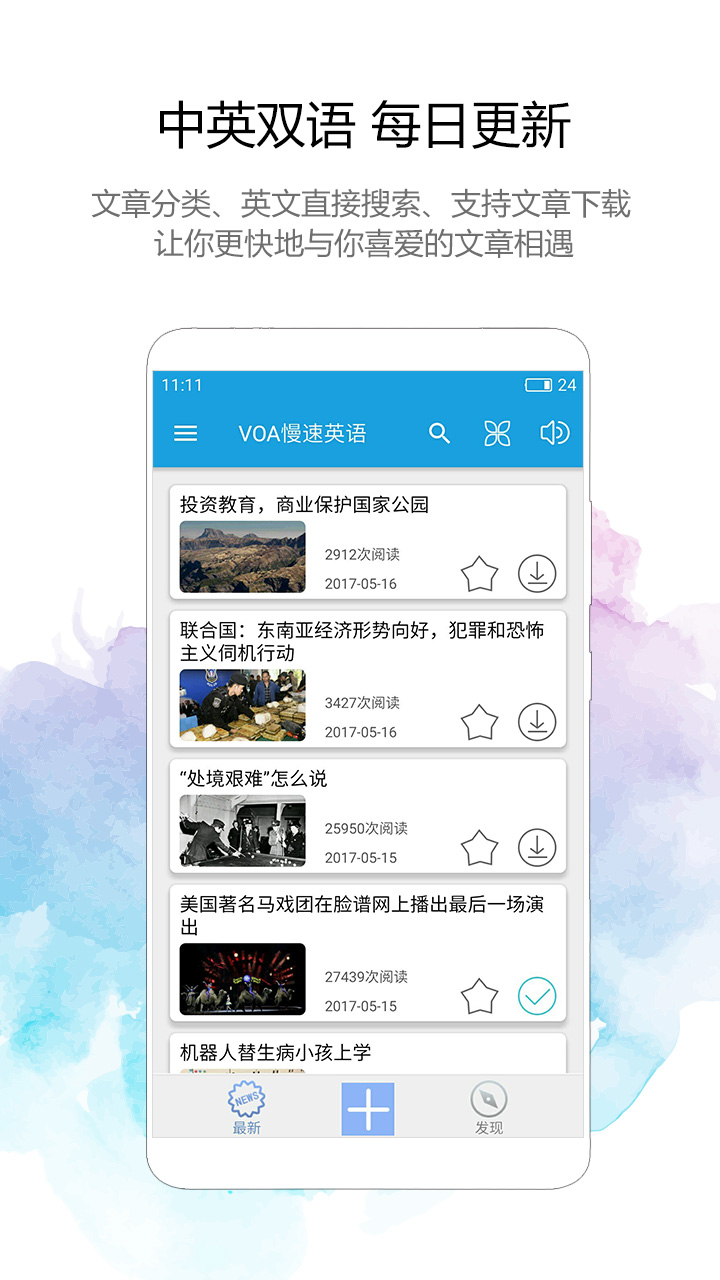 中英双语 每日更新
文章分类、英文直接搜索、支持文章下载
让你更快地与你喜爱的文章相遇
11:11
24
VOA慢速英语
投资教育，商业保护国家公园
2912次阅读
2017-05-16
联合国：东南亚经济形势向好，犯罪和恐怖
主义伺机行动
3427次阅读
2017-05-16
“处境艰难”怎么说
25950次阅读
2017-05-15
美国著名马戏团在脸谱网上播出最后一场演
出
27439次阅读
2017-05-15
机器人替生病小孩上学
NEWS
最新
发现